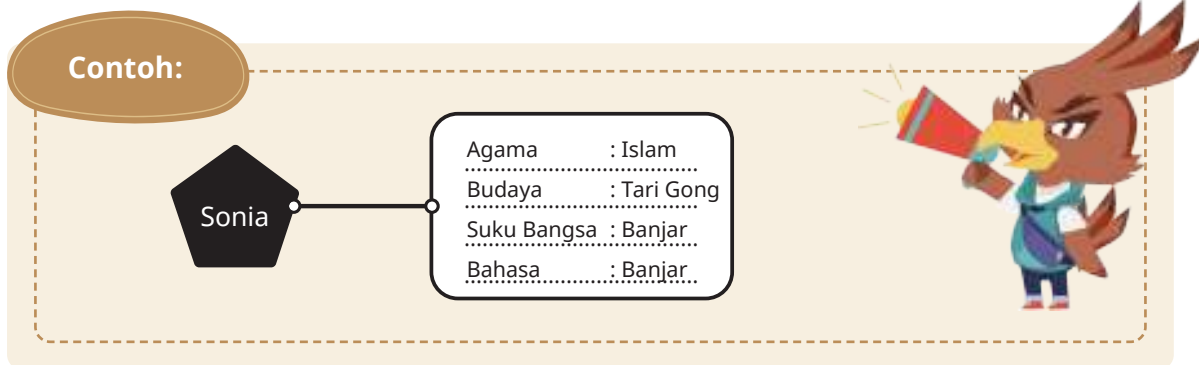 Contoh:
Sonia
Agama : Islam
Budaya : Tari Gong
Suku Bangsa : Banjar
Bahasa : Banjar